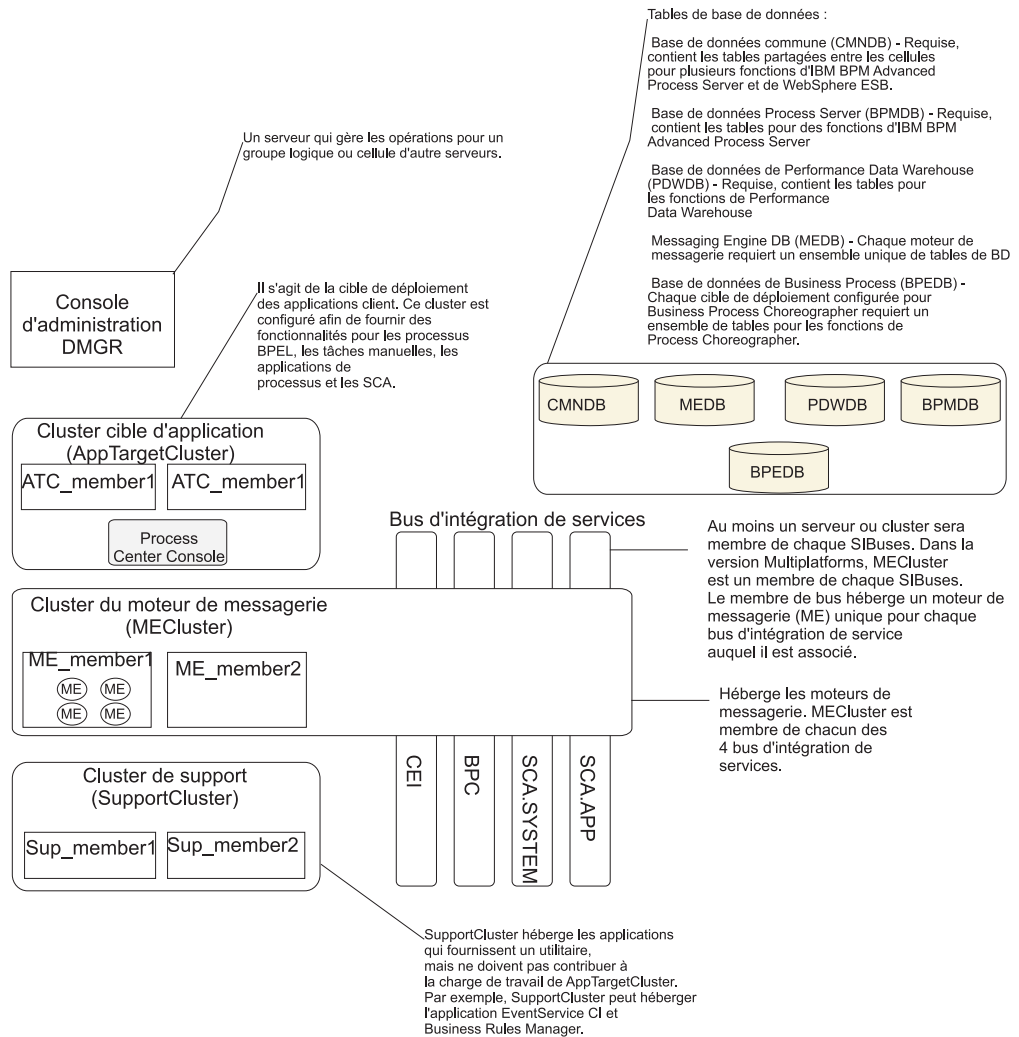 Tables de base de données :
Base de données commune (CMNDB) - Requise,
contient les tables partagées entre les cellules
pour plusieurs fonctions d'IBM BPM Advanced
Process Server et de WebSphere ESB.
Base de données Process Server (BPMDB) - Requise,
contient les tables pour des fonctions d'IBM BPM
Advanced Process Server
Base de données de Performance Data Warehouse
(PDWDB) - Requise, contient les tables pour
les fonctions de Performance
Data Warehouse
Messaging Engine DB (MEDB) - Chaque moteur de
messagerie requiert un ensemble unique de tables de BD
Base de données de Business Process (BPEDB) -
Chaque cible de déploiement configurée pour
Business Process Choreographer requiert un
ensemble de tables pour les fonctions de
Process Choreographer.
Un serveur qui gère les opérations pour un
groupe logique ou cellule d'autre serveurs.
Console
d'administration
DMGR
Il s'agit de la cible de déploiement
des applications client. Ce cluster est
configuré afin de fournir des
fonctionnalités pour les processus
BPEL, les tâches manuelles, les
applications de
processus et les SCA.
CMNDB
MEDB
PDWDB
BPMDB
BPEDB
Cluster cible d'application
(AppTargetCluster)
ATC_member1
ATC_member1
Process
Center Console
Bus d'intégration de services
Au moins un serveur ou cluster sera
membre de chaque SIBuses. Dans la
version Multiplatforms, MECluster
est un membre de chaque SIBuses.
Le membre de bus héberge un moteur de
messagerie (ME) unique pour chaque
bus d'intégration de service
auquel il est associé.
Cluster du moteur de messagerie
(MECluster)
ME_member1
ME
ME
ME
ME
ME_member2
Héberge les moteurs de
messagerie. MECluster est
membre de chacun des
4 bus d'intégration de
services.
CEI
BPC
SCA.SYSTEM
SCA.APP
Cluster de support
(SupportCluster)
Sup_member1
Sup_member2
SupportCluster héberge les applications
qui fournissent un utilitaire,
mais ne doivent pas contribuer à
la charge de travail de AppTargetCluster.
Par exemple, SupportCluster peut héberger
l'application EventService CI et
Business Rules Manager.